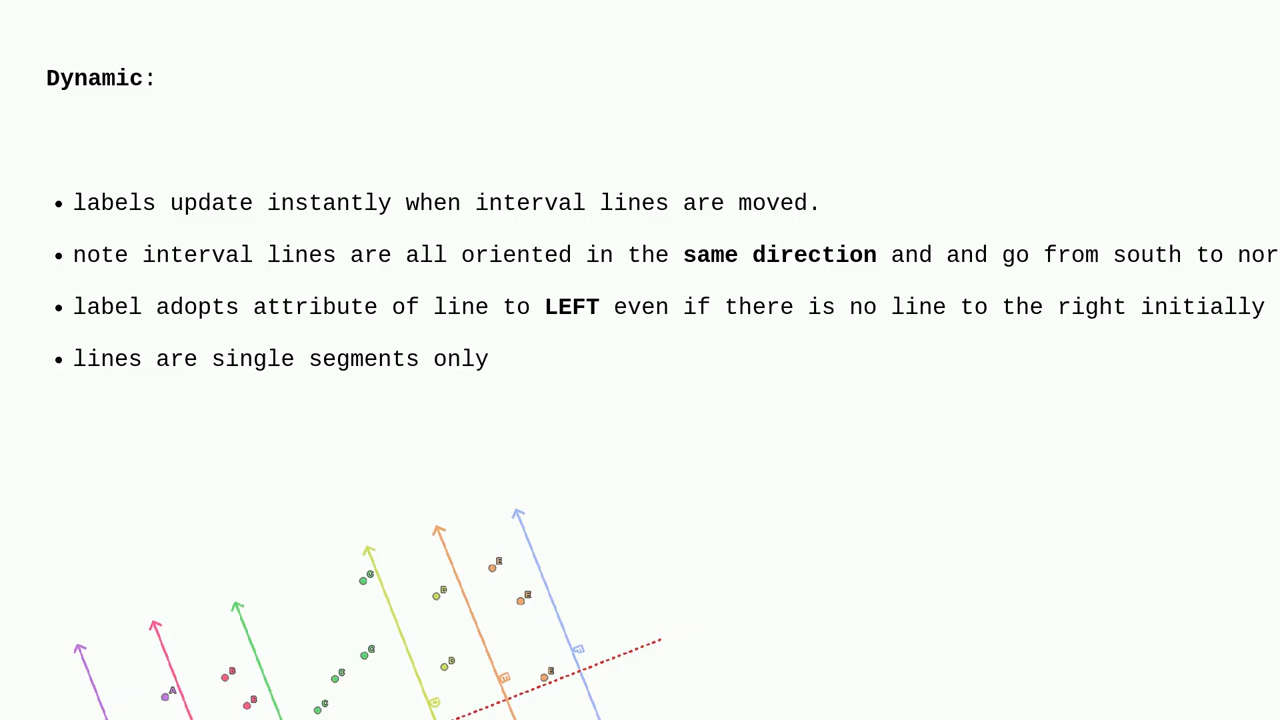 Dynamic:
• labels update instantly when interval lines are moved.
• note interval lines are all oriented in the same direction and and go from south to nor
• label adopts attribute of line to LEFT even if there is no line to the right initially
• lines are single segments only
E
C
D
E
C
D
E
F
B
C
E
A
B
C